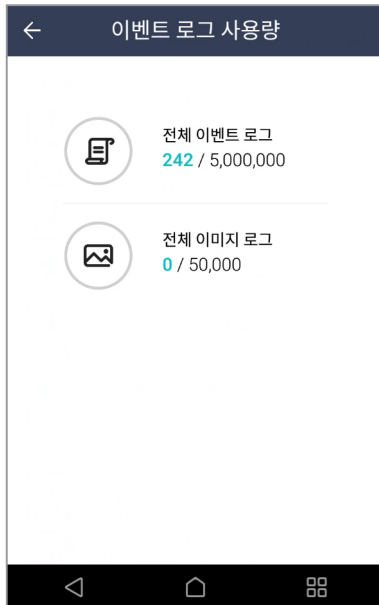 이벤트 로그 사용량
전체 이벤트 로그
242 / 5,000,000
전체 이미지 로그
0 / 50,000